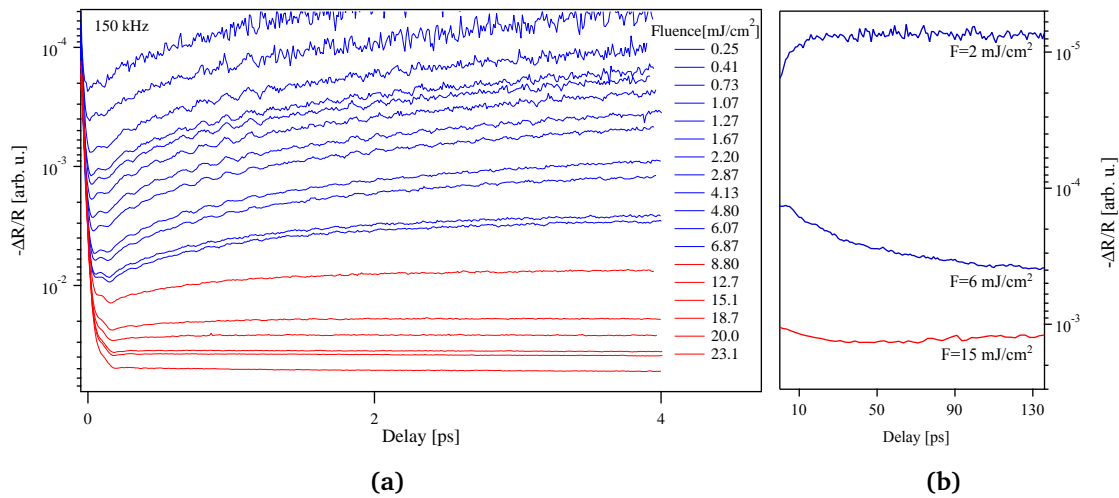 150 kHz
Fluence[mJ/cm²]
0.25
0.41
0.73
1.07
1.27
1.67
2.20
2.87
4.13
4.80
6.07
6.87
8.80
12.7
15.1
18.7
20.0
23.1
10⁻⁴
10⁻³
10⁻²
-ΔR/R [arb. u.]
0
2
4
Delay [ps]
(a)
F=2 mJ/cm²
F=6 mJ/cm²
F=15 mJ/cm²
10⁻⁵
10⁻⁴
10⁻³
-ΔR/R [arb. u.]
10
50
90
130
Delay [ps]
(b)